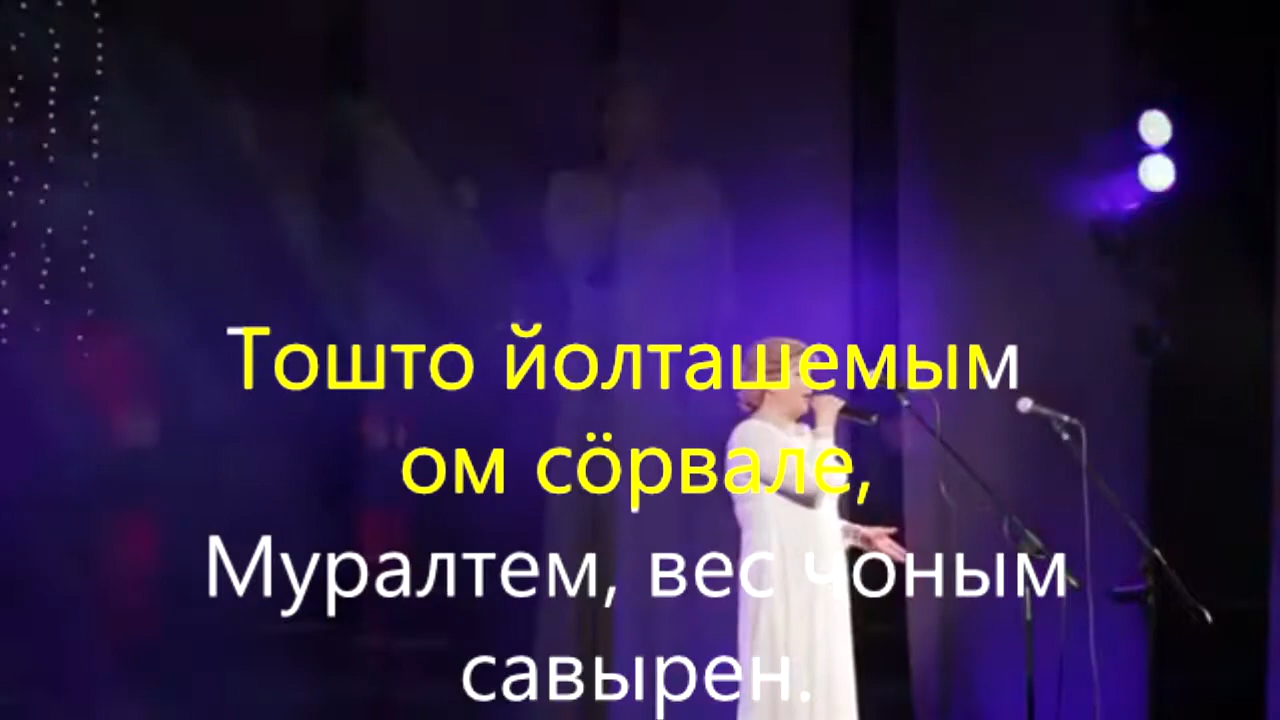 Тошто йолташемым
ом сӧрвале,
Муралтем, вес чоным
савырен.